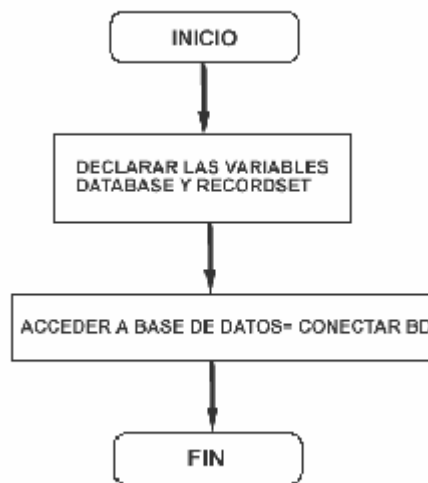 INICIO
DECLARAR LAS VARIABLES
DATABASE Y RECORDSET
ACCEDER A BASE DE DATOS= CONECTAR BD
FIN